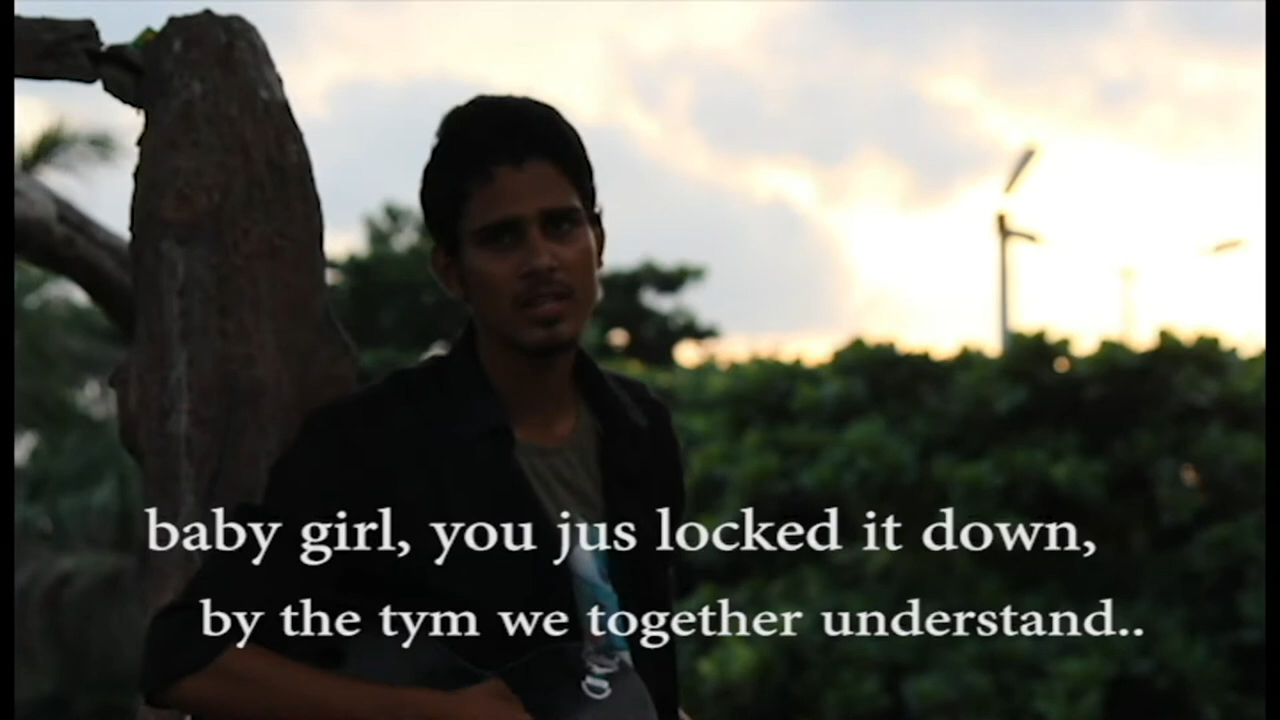 baby girl, you jus locked it down,
by the tym we together understand..